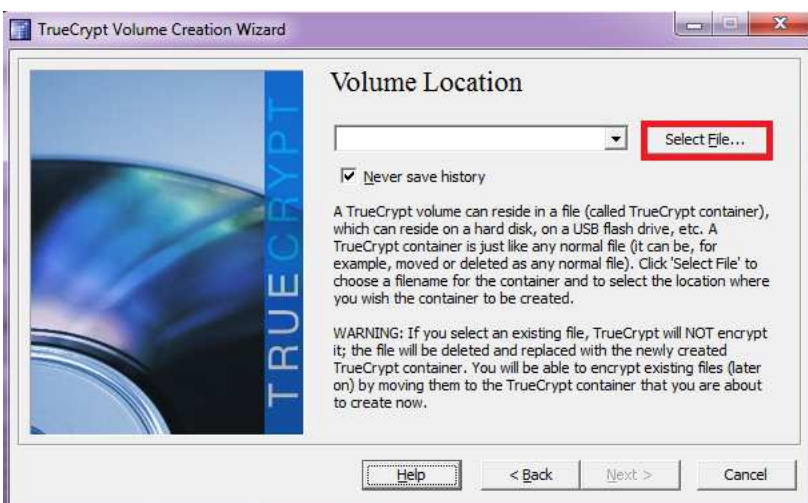 TrueCrypt Volume Creation Wizard
TRUECRYPT
Volume Location
Select File...
Never save history
A TrueCrypt volume can reside in a file (called TrueCrypt container),
which can reside on a hard disk, on a USB flash drive, etc. A
TrueCrypt container is just like any normal file (it can be, for
example, moved or deleted as any normal file). Click 'Select File' to
choose a filename for the container and to select the location where
you wish the container to be created.
WARNING: If you select an existing file, TrueCrypt will NOT encrypt
it; the file will be deleted and replaced with the newly created
TrueCrypt container. You will be able to encrypt existing files (later
on) by moving them to the TrueCrypt container that you are about
to create now.
Help < Back Next > Cancel